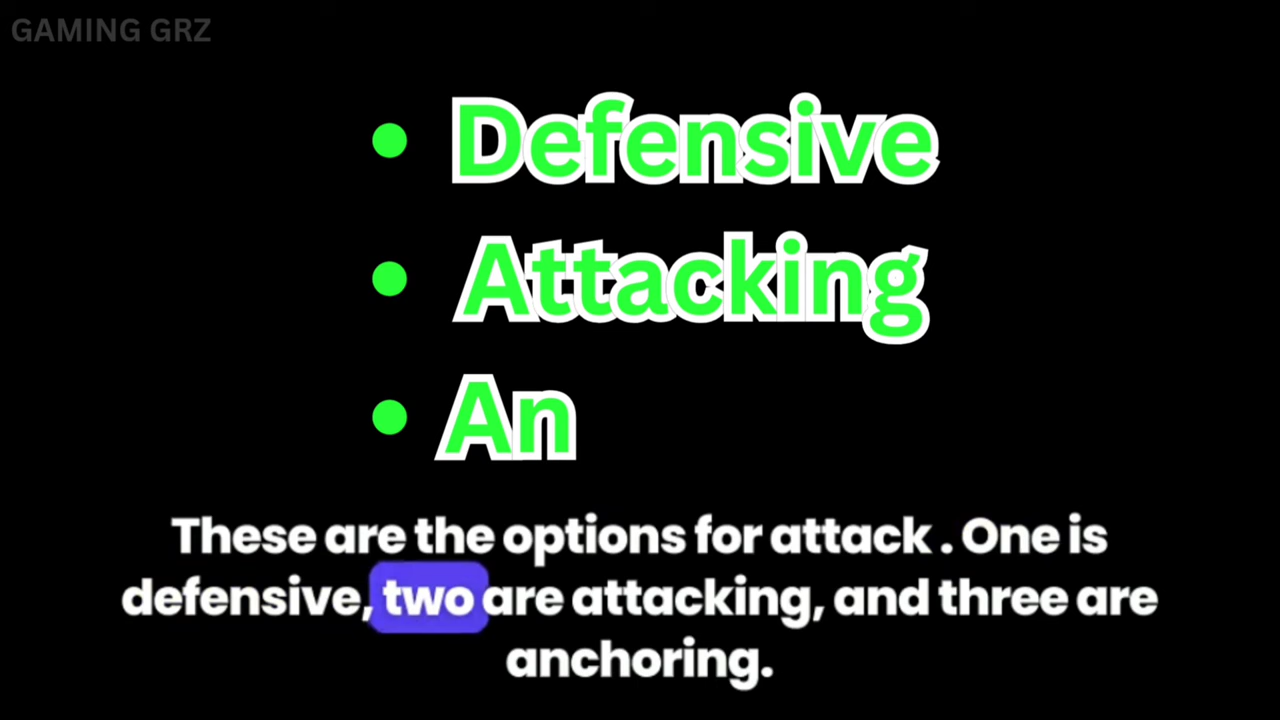 GAMING GRZ
• Defensive
• Attacking
• An
These are the options for attack . One is
defensive, two are attacking, and three are
anchoring.